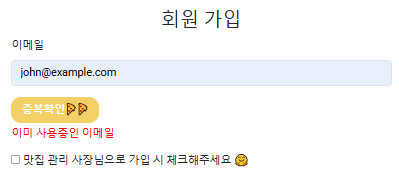 회원 가입
이메일
john@example.com
중복확인🍕🍕
이미 사용중인 이메일
맛집 관리 사장님으로 가입 시 체크해주세요 🤗